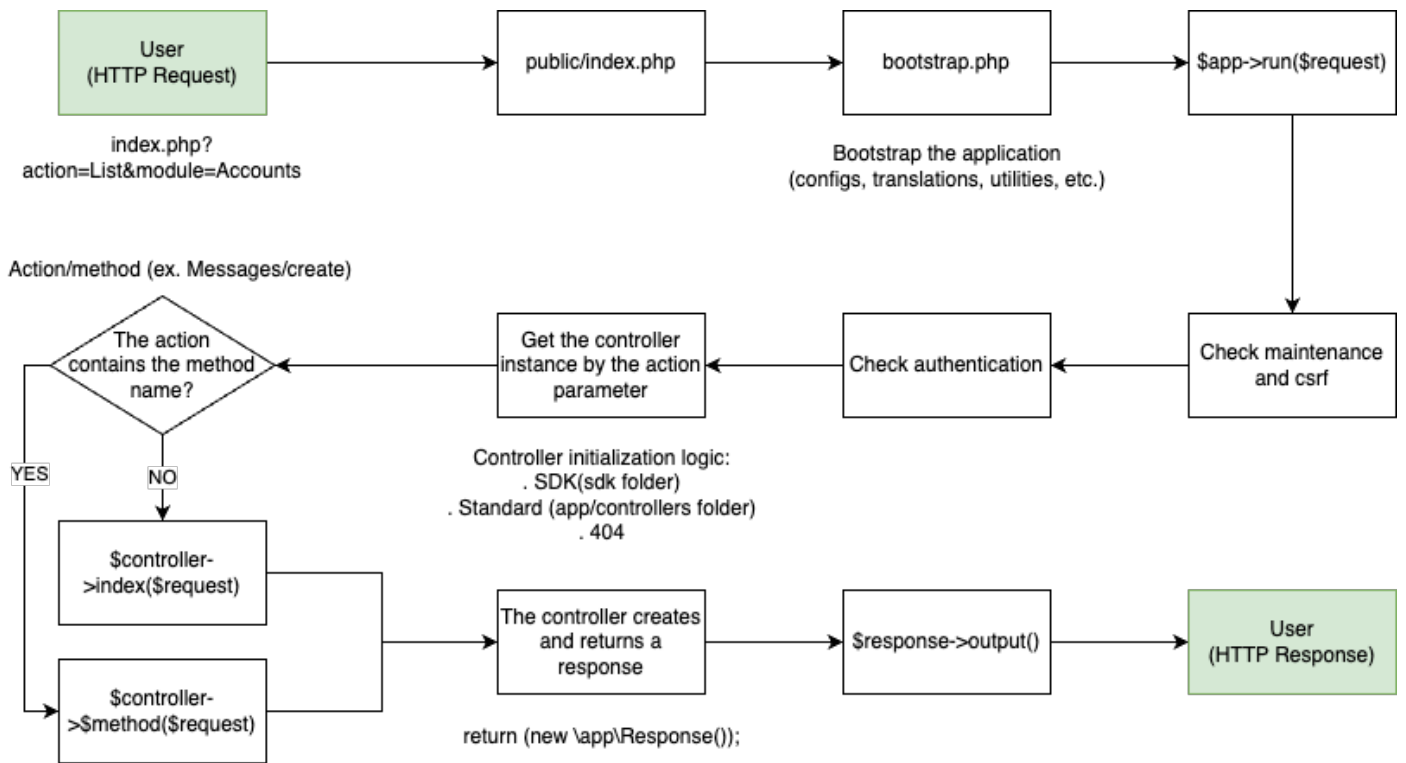 User
(HTTP Request)
public/index.php
bootstrap.php
$app->run($request)
index.php?
action=List&module=Accounts
Bootstrap the application
(configs, translations, utilities, etc.)
Action/method (ex. Messages/create)
The action
contains the method
name?
Get the controller
instance by the action
parameter
Check authentication
Check maintenance
and csrf
YES
NO
Controller initialization logic:
. SDK(sdk folder)
. Standard (app/controllers folder)
. 404
$controller-
>index($request)
The controller creates
and returns a
response
$response->output()
User
(HTTP Response)
$controller-
>$method($request)
return (new \app\Response());